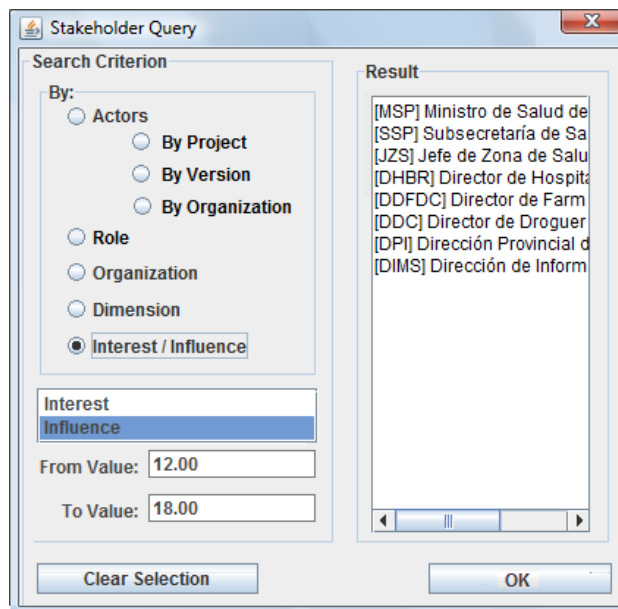 Stakeholder Query
Search Criterion
By:
Actors
By Project
By Version
By Organization
Role
Organization
Dimension
Interest / Influence
Interest
Influence
From Value: 12.00
To Value: 18.00
Clear Selection
Result
[MSP] Ministro de Salud de
[SSP] Subsecretaría de Sa
[JZS] Jefe de Zona de Salu
[DHBR] Director de Hospita
[DDFDC] Director de Farm
[DDC] Director de Droguer
[DPI] Dirección Provincial d
[DIMS] Dirección de Inform
OK